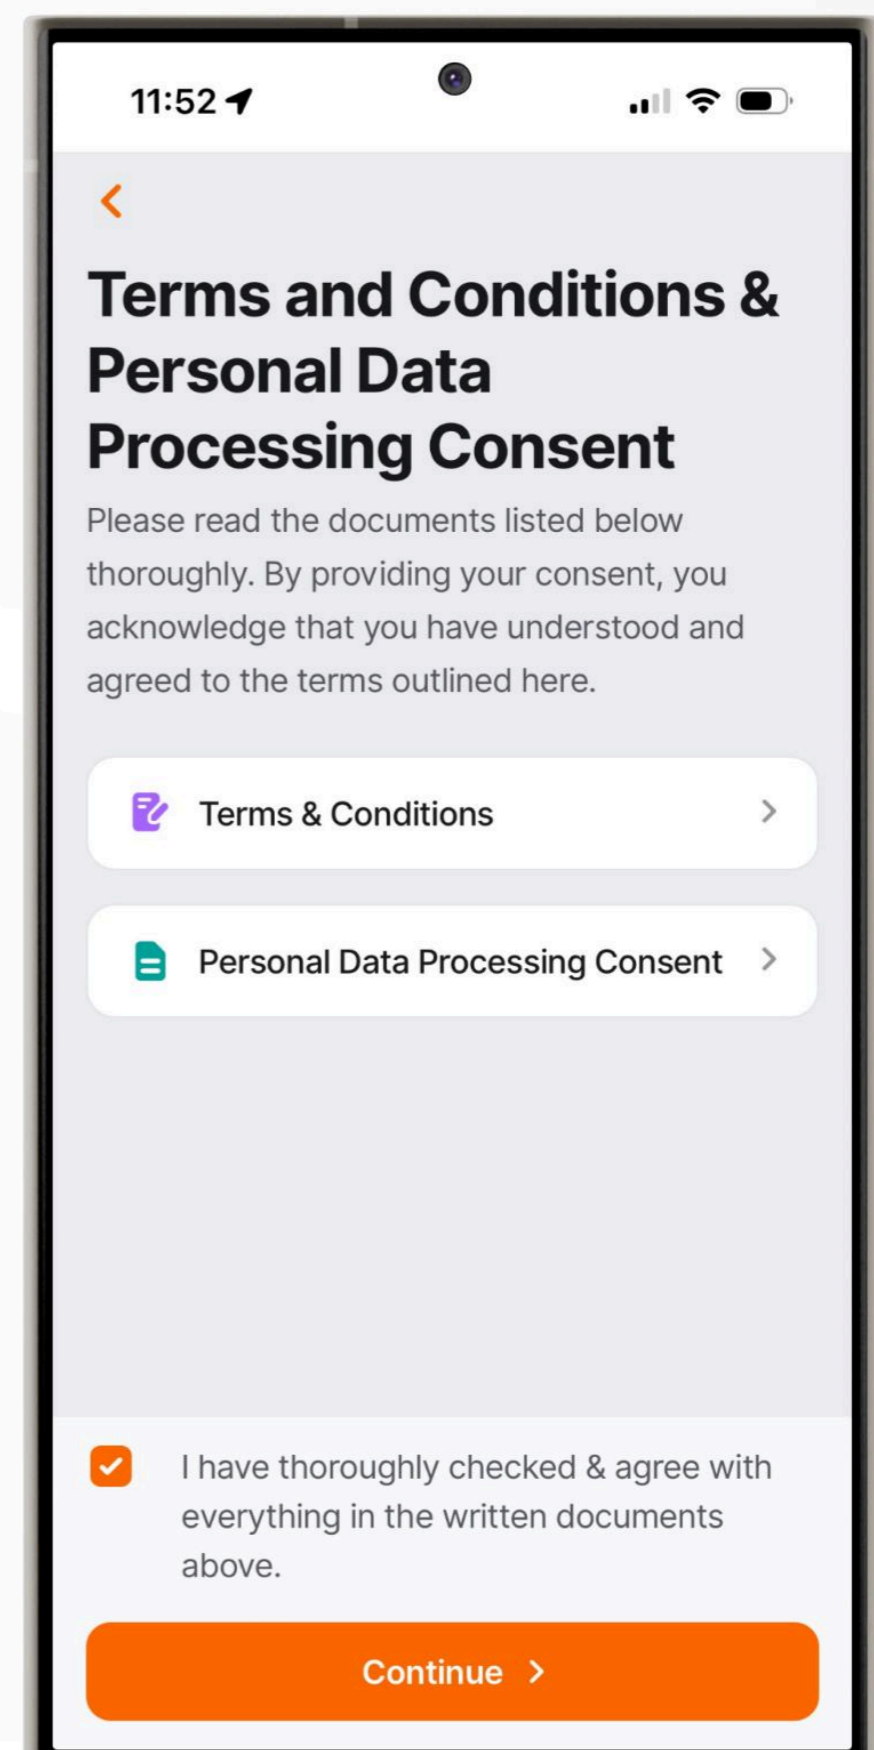 11:52
Terms and Conditions &
Personal Data
Processing Consent
Please read the documents listed below
thoroughly. By providing your consent, you
acknowledge that you have understood and
agreed to the terms outlined here.
Terms & Conditions
Personal Data Processing Consent
I have thoroughly checked & agree with
everything in the written documents
above.
Continue